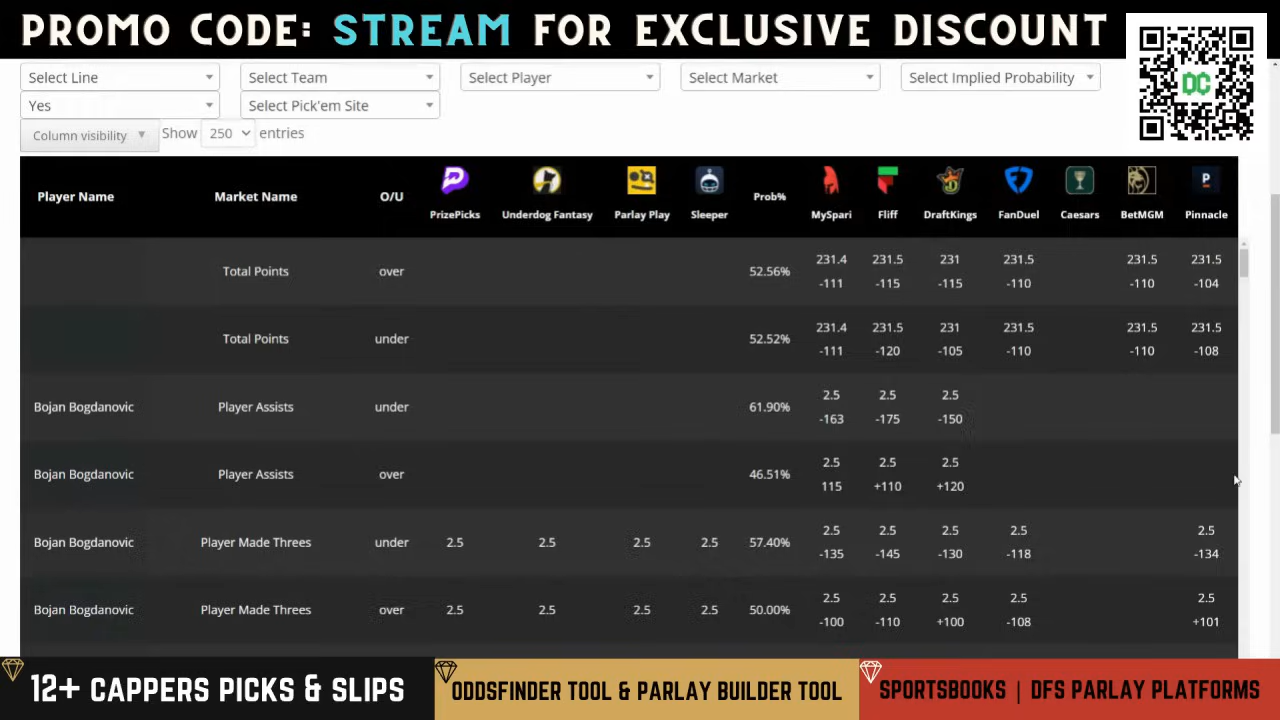 PROMO CODE: STREAM FOR EXCLUSIVE DISCOUNT
DC
Select Line Select Team Select Player Select Market Select Implied Probability
Yes Select Pick'em Site
Column visibility Show 250 entries
Player Name Market Name O/U PrizePicks Underdog Fantasy Parlay Play Sleeper Prob% MySpari Fliff DraftKings FanDuel Caesars BetMGM Pinnacle
Total Points over 52.56% 231.4 231.5 231 231.5 231.5 231.5
-111 -115 -115 -110 -110 -104
Total Points under 52.52% 231.4 231.5 231 231.5 231.5 231.5
-111 -120 -105 -110 -110 -108
Bojan Bogdanovic Player Assists under 61.90% 2.5 2.5 2.5
-163 -175 -150
Bojan Bogdanovic Player Assists over 46.51% 2.5 2.5 2.5
115 +110 +120
Bojan Bogdanovic Player Made Threes under 2.5 2.5 2.5 2.5 57.40% 2.5 2.5 2.5 2.5 2.5
-135 -145 -130 -118 -134
Bojan Bogdanovic Player Made Threes over 2.5 2.5 2.5 2.5 50.00% 2.5 2.5 2.5 2.5 2.5
-100 -110 +100 -108 +101
12+ CAPPERS PICKS & SLIPS
ODDSFINDER TOOL & PARLAY BUILDER TOOL
SPORTSBOOKS | DFS PARLAY PLATFORMS